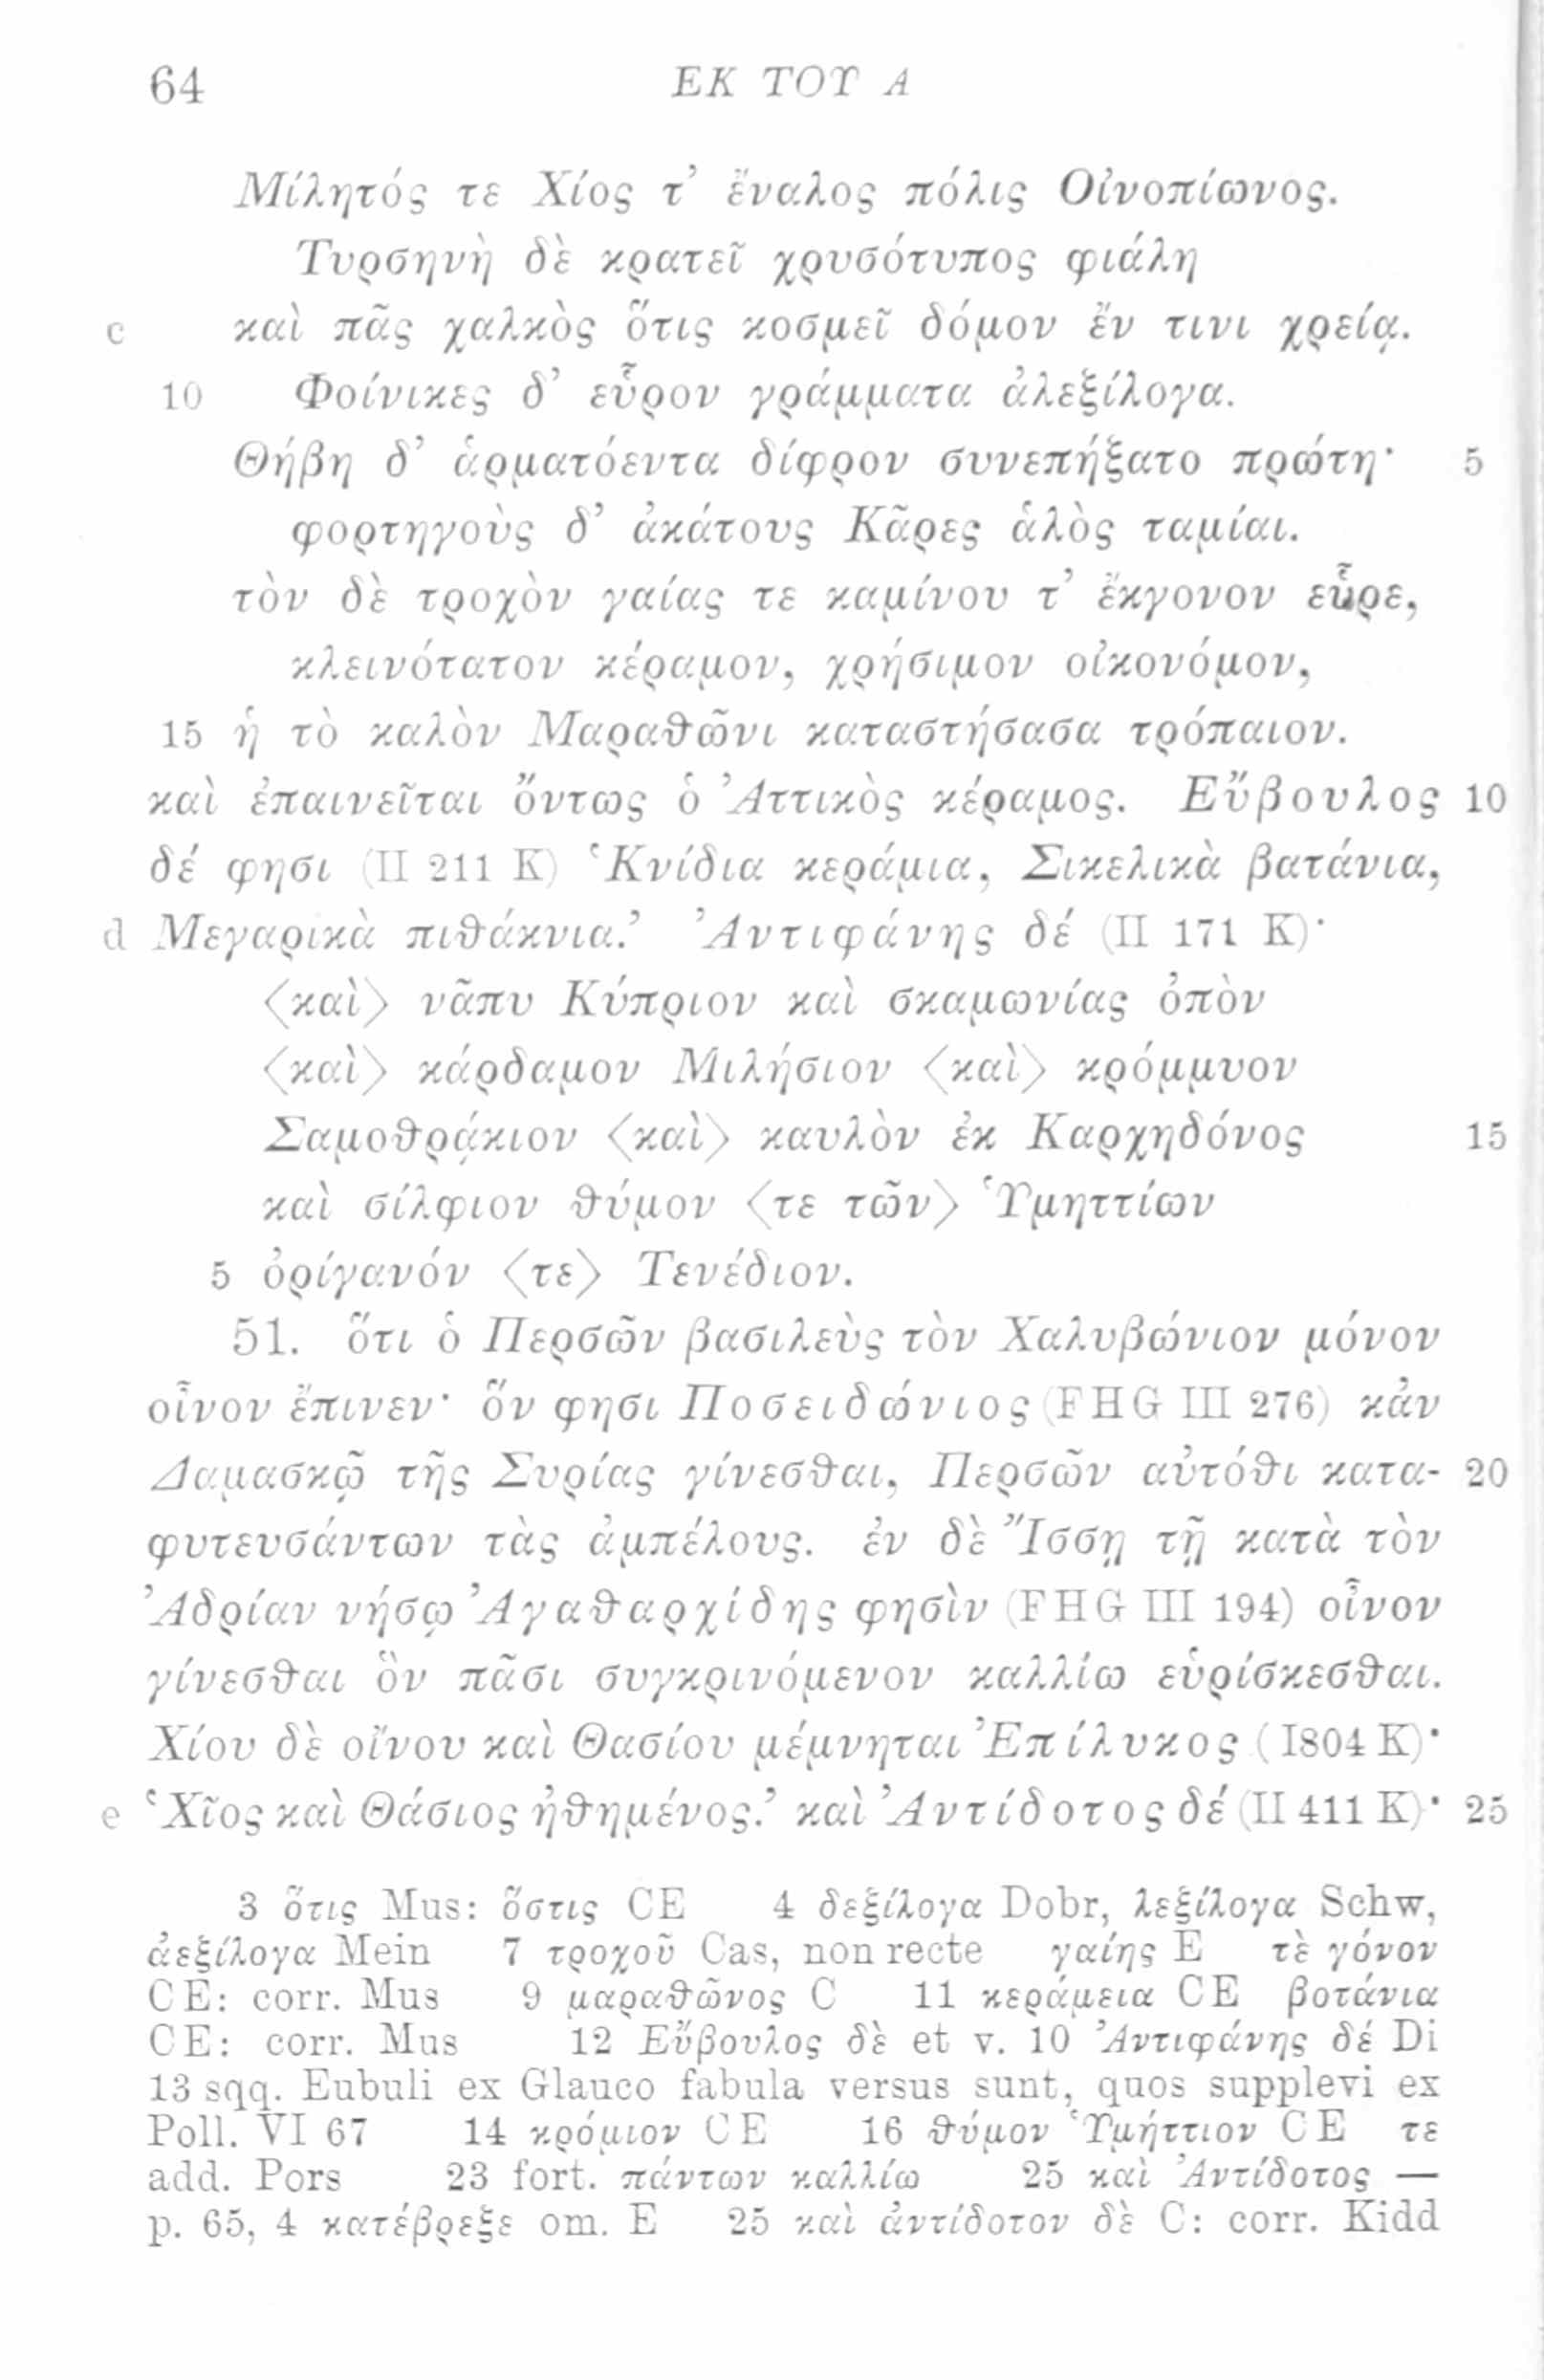 64 ΕΚ ΤΟΥ Α
Μίλητός τε Χίος τ’ ἔναλος πόλις Οἰνοπίωνος.
Τυρσηνὴ δὲ κρατεῖ χρυσότυπος φιάλη
c καὶ πᾶς χαλκὸς ὅτις κοσμεῖ δόμον ἔν τινι χρείᾳ.
10 Φοίνικες δ’ εὗρον γράμματα ἀλεξίλογα.
Θήβη δ’ ἁρματόεντα δίφρον συνεπήξατο πρώτη· 5
φορτηγοὺς δ’ ἀκάτους Κᾶρες ἁλὸς ταμίαι.
τὸν δὲ τροχὸν γαίας τε καμίνου τ’ ἔκγονον εὗρε,
κλεινότατον κέραμον, χρήσιμον οἰκονόμον,
15 ἡ τὸ καλὸν Μαραθῶνι καταστήσασα τρόπαιον.
καὶ ἐπαινεῖται ὄντως ὁ Ἀττικὸς κέραμος. Εὔβουλος 10
δέ φησι (II 211 K) ‘Κνίδια κεράμια, Σικελικὰ βατάνια,
d Μεγαρικὰ πιθάκνια.’ Ἀντιφάνης δέ (II 171 K)·
〈καὶ〉 νᾶπυ Κύπριον καὶ σκαμωνίας ὀπὸν
〈καὶ〉 κάρδαμον Μιλήσιον 〈καὶ〉 κρόμμυον
Σαμοθρᾴκιον 〈καὶ〉 καυλὸν ἐκ Καρχηδόνος 15
καὶ σίλφιον θύμον 〈τε τῶν〉 Ὑμηττίων
5 ὀρίγανόν 〈τε〉 Τενέδιον.
51. ὅτι ὁ Περσῶν βασιλεὺς τὸν Χαλυβώνιον μόνον
οἶνον ἔπινεν· ὅν φησι Ποσειδώνιος (FHG III 276) κἀν
Δαμασκῷ τῆς Συρίας γίνεσθαι, Περσῶν αὐτόθι κατα- 20
φυτευσάντων τὰς ἀμπέλους. ἐν δὲ Ἴσσῃ τῇ κατὰ τὸν
Ἀδρίαν νήσῳ Ἀγαθαρχίδης φησὶν (FHG III 194) οἶνον
γίνεσθαι ὃν πᾶσι συγκρινόμενον καλλίω εὑρίσκεσθαι.
Χίου δὲ οἴνου καὶ Θασίου μέμνηται Ἐπίλυκος (I 804 K)·
e ‘Χῖος καὶ Θάσιος ἠθημένος.’ καὶ Ἀντίδοτος δέ (II 411 K)· 25
3 ὅτις Mus: ὅστις CE 4 δεξίλογα Dobr, λεξίλογα Schw,
ἀεξίλογα Mein 7 τροχοῦ Cas, non recte γαίης E τὲ γόνον
CE: corr. Mus 9 μαραθῶνος C 11 κεράμεια CE βοτάνια
CE: corr. Mus 12 Εὔβουλος δὲ et v. 10 Ἀντιφάνης δέ Di
13 sqq. Eubuli ex Glauco fabula versus sunt, quos supplevi ex
Poll. VI 67 14 κρόμιον CE 16 θύμον Ὑμήττιον CE τε
add. Pors 23 fort. πάντων καλλίω 25 καὶ Ἀντίδοτος —
p. 65, 4 κατέβρεξε om. E 25 καὶ ἀντίδοτον δὲ C: corr. Kidd